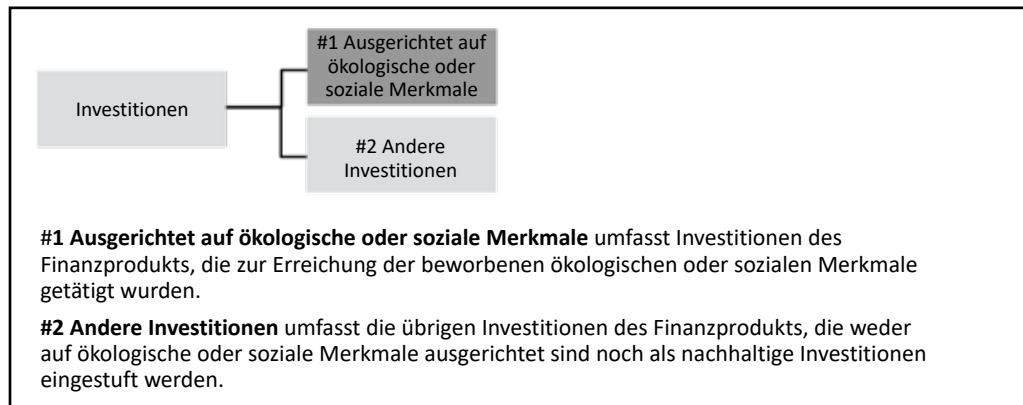 #1 Ausgerichtet auf
ökologische oder
soziale Merkmale
Investitionen
#2 Andere
Investitionen
#1 Ausgerichtet auf ökologische oder soziale Merkmale umfasst Investitionen des
Finanzprodukts, die zur Erreichung der beworbenen ökologischen oder sozialen Merkmale
getätigt wurden.
#2 Andere Investitionen umfasst die übrigen Investitionen des Finanzprodukts, die weder
auf ökologische oder soziale Merkmale ausgerichtet sind noch als nachhaltige Investitionen
eingestuft werden.